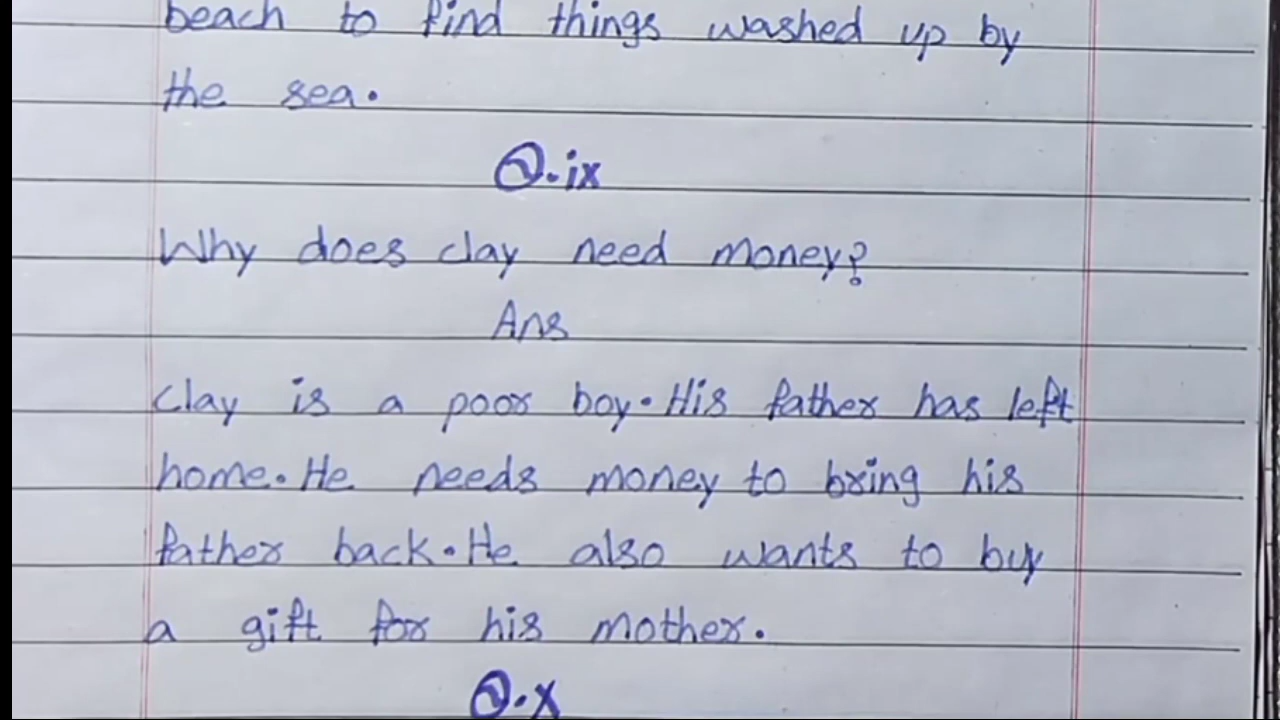 beach to find things washed up by
the sea.
Q.ix
Why does clay need money?
Ans
Clay is a poor boy. His father has left
home. He needs money to bring his
father back. He also wants to buy
a gift for his mother.
Q.x